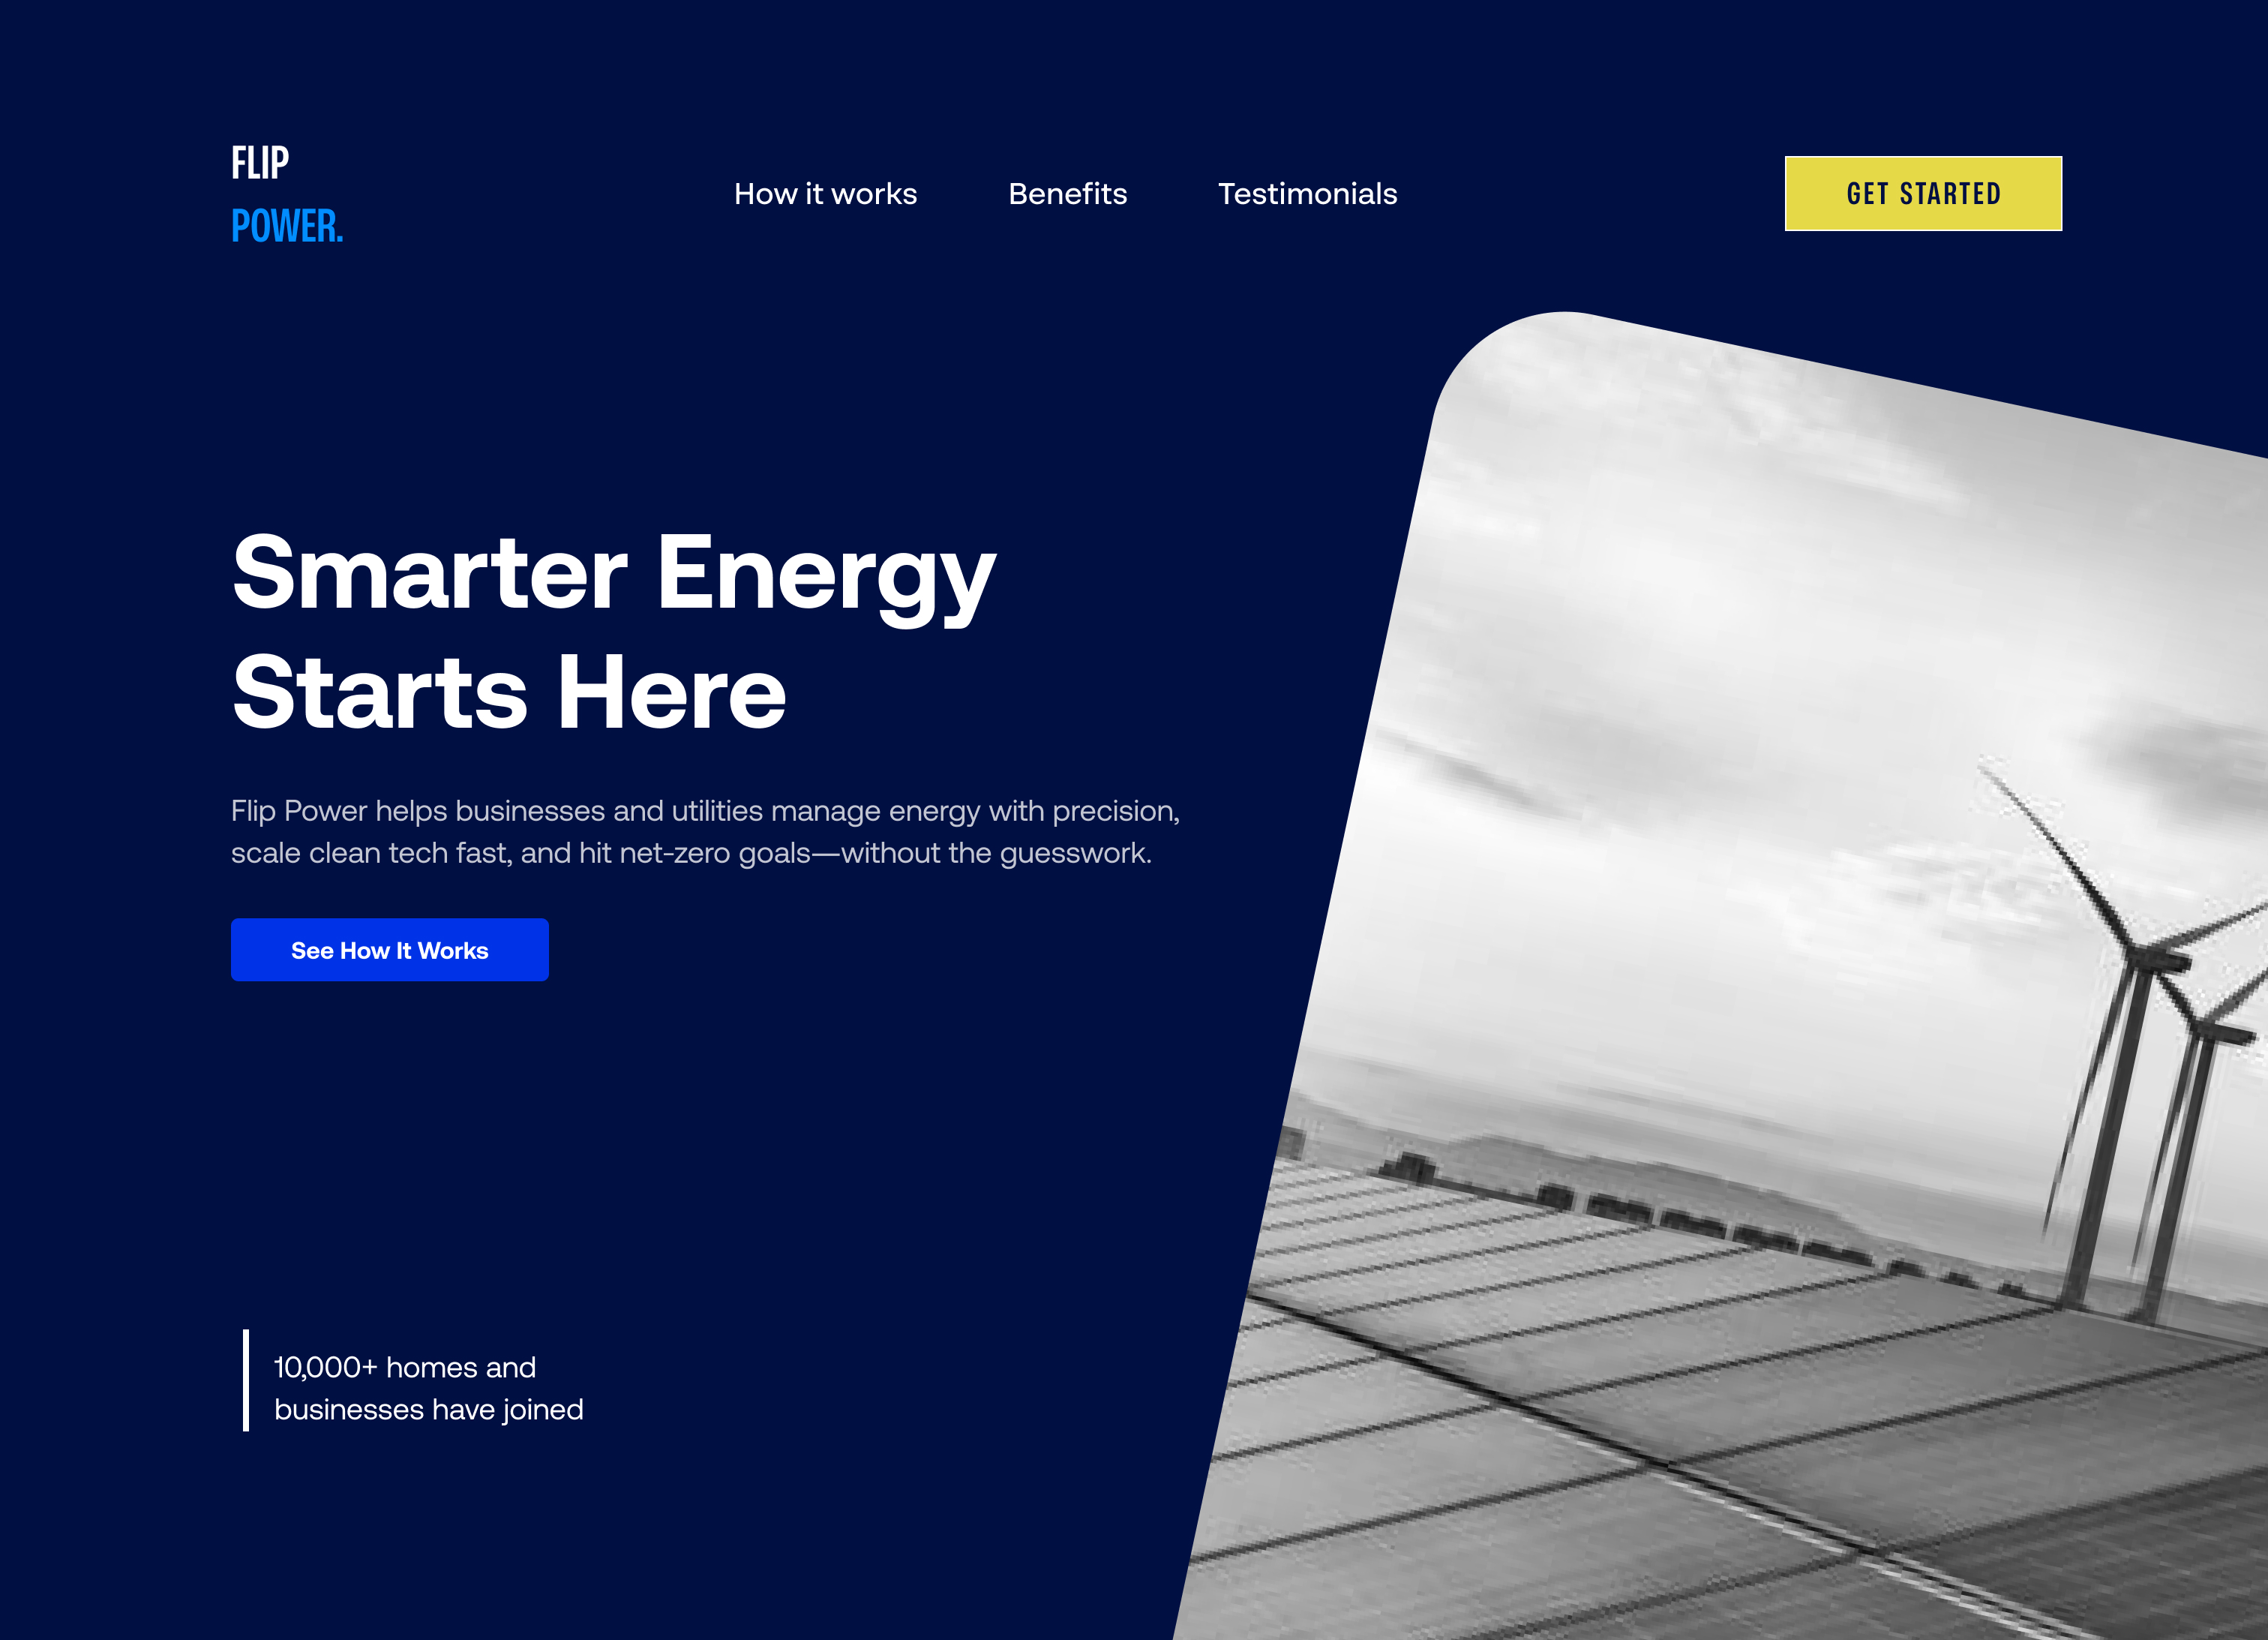 FLIP
POWER.
How it works
Benefits
Testimonials
GET STARTED
Smarter Energy
Starts Here
Flip Power helps businesses and utilities manage energy with precision,
scale clean tech fast, and hit net-zero goals—without the guesswork.
See How It Works
10,000+ homes and
businesses have joined